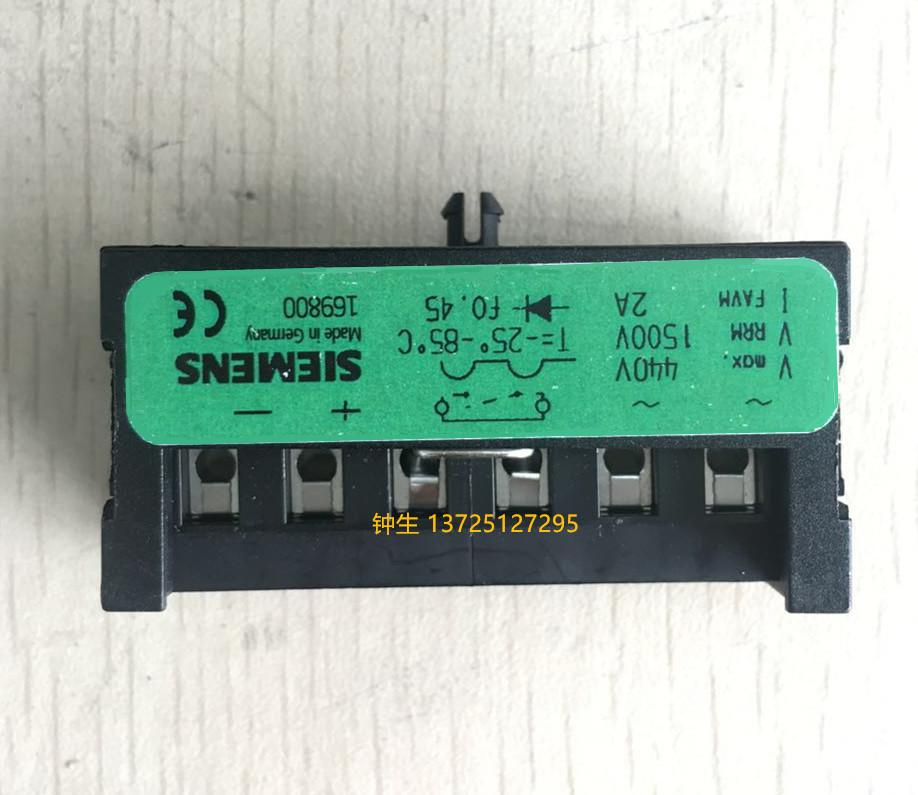 ~ ~ + −
V max. 440V SIEMENS
V RRM 1500V T=-25°-85°C Made in Germany
I FAVM 2A f0.45 169800 CE
钟生 13725127295